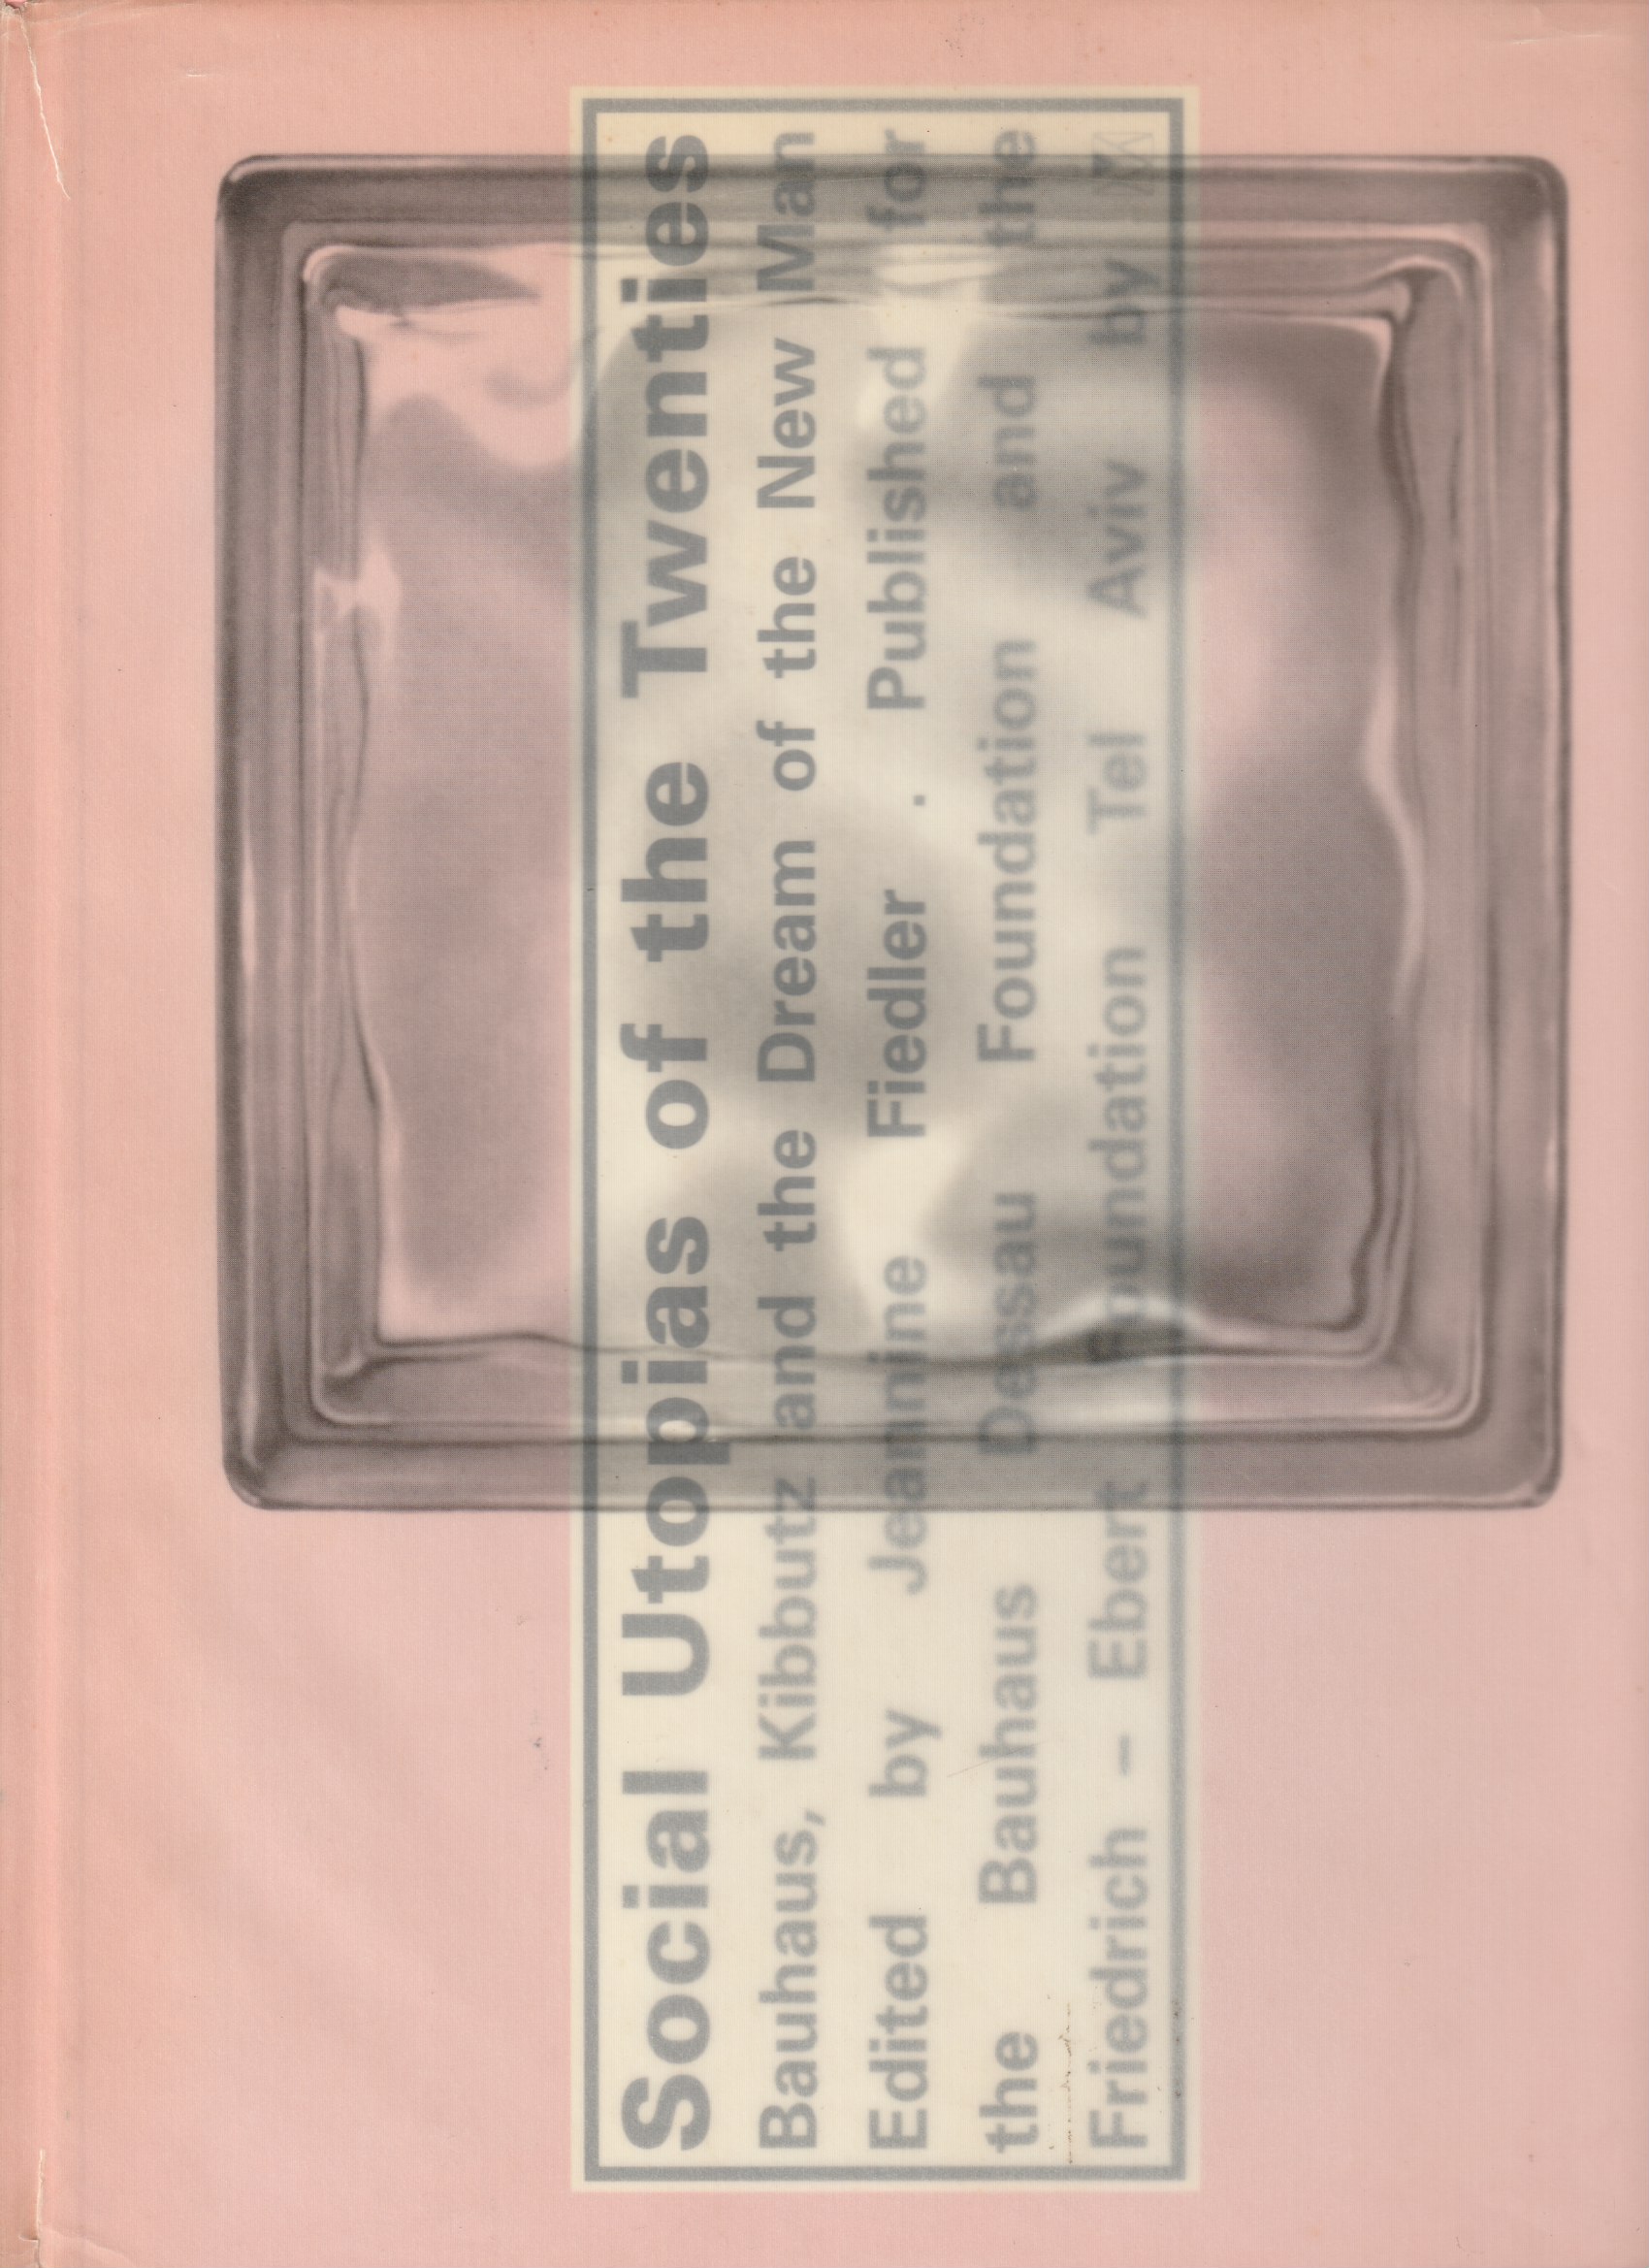 Social Utopias of the Twenties
Bauhaus, Kibbutz and the Dream of the New Man
Edited by Jeannine Fiedler . Published for
the Bauhaus Dessau Foundation and the
Friedrich – Ebert Foundation Tel Aviv by